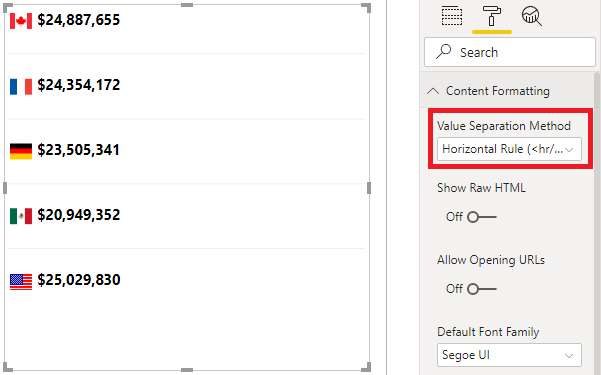 $24,887,655
$24,354,172
$23,505,341
$20,949,352
$25,029,830
Search
Content Formatting
Value Separation Method
Horizontal Rule (<hr/...
Show Raw HTML
Off
Allow Opening URLs
Off
Default Font Family
Segoe UI